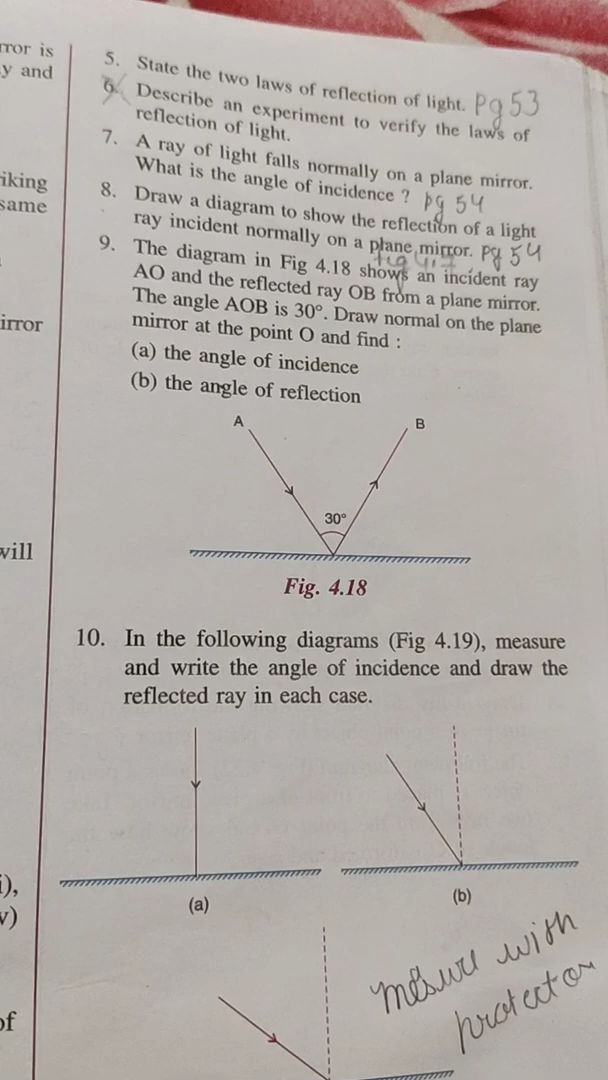 rror is
y and
iking
same
irror
will
i),
v)
of
5. State the two laws of reflection of light. Pg 53
6. Describe an experiment to verify the laws of
reflection of light.
7. A ray of light falls normally on a plane mirror.
What is the angle of incidence ? pg 54
8. Draw a diagram to show the reflection of a light
ray incident normally on a plane mirror. Pg 54
9. The diagram in Fig 4.18 shows an incident ray
AO and the reflected ray OB from a plane mirror.
The angle AOB is 30°. Draw normal on the plane
mirror at the point O and find :
(a) the angle of incidence
(b) the angle of reflection
A
B
30°
Fig. 4.18
10. In the following diagrams (Fig 4.19), measure
and write the angle of incidence and draw the
reflected ray in each case.
(a)
(b)
mesure with
protector